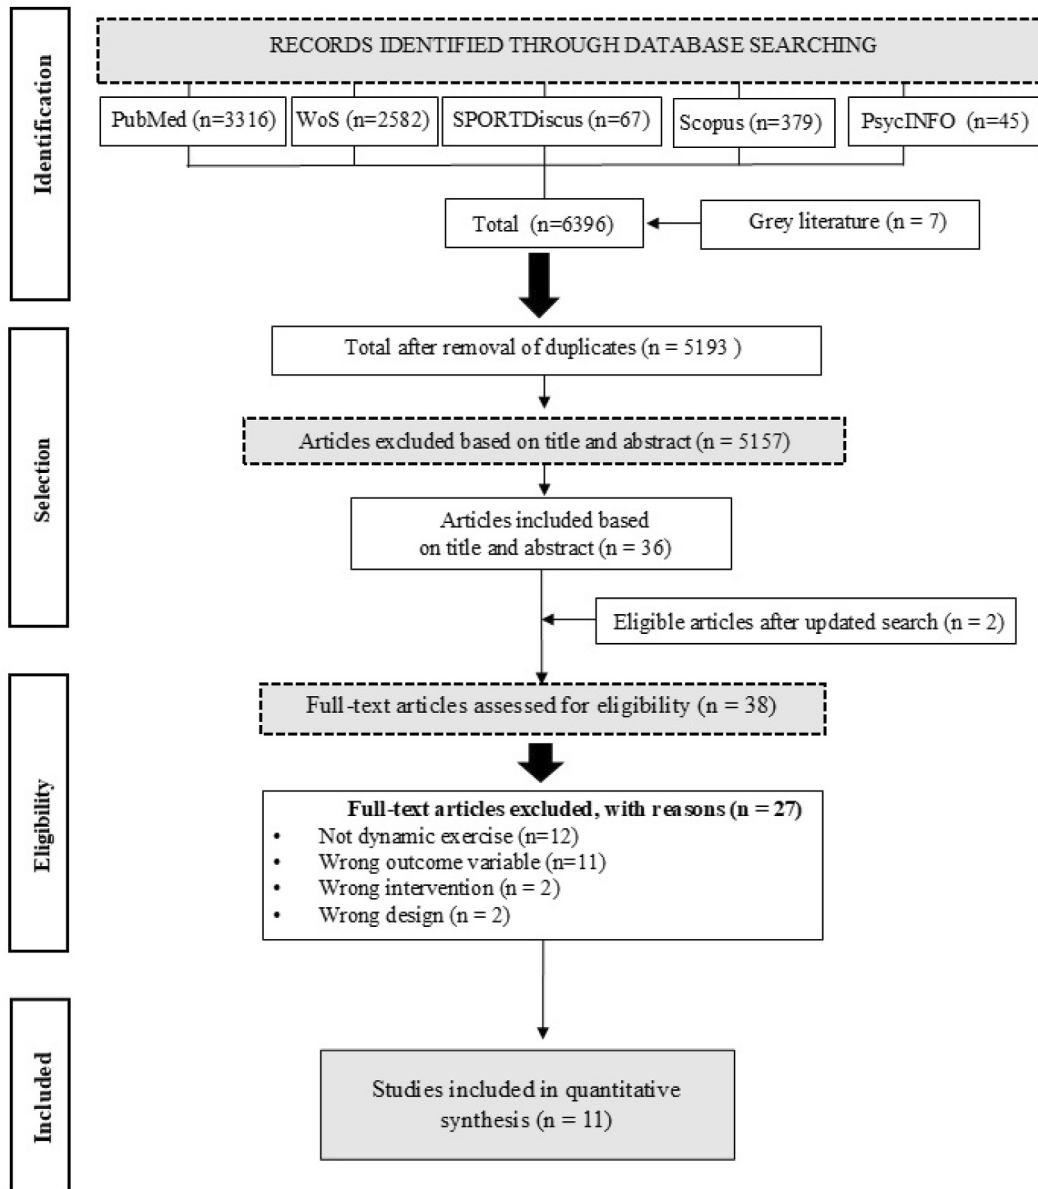 Identification
RECORDS IDENTIFIED THROUGH DATABASE SEARCHING
PubMed (n=3316)
WoS (n=2582)
SPORTDiscus (n=67)
Scopus (n=379)
PsycINFO (n=45)
Total (n=6396)
Grey literature (n = 7)
Selection
Total after removal of duplicates (n = 5193 )
Articles excluded based on title and abstract (n = 5157)
Articles included based
on title and abstract (n = 36)
Eligible articles after updated search (n = 2)
Eligibility
Full-text articles assessed for eligibility (n = 38)
Full-text articles excluded, with reasons (n = 27)
• Not dynamic exercise (n=12)
• Wrong outcome variable (n=11)
• Wrong intervention (n = 2)
• Wrong design (n = 2)
Included
Studies included in quantitative
synthesis (n = 11)